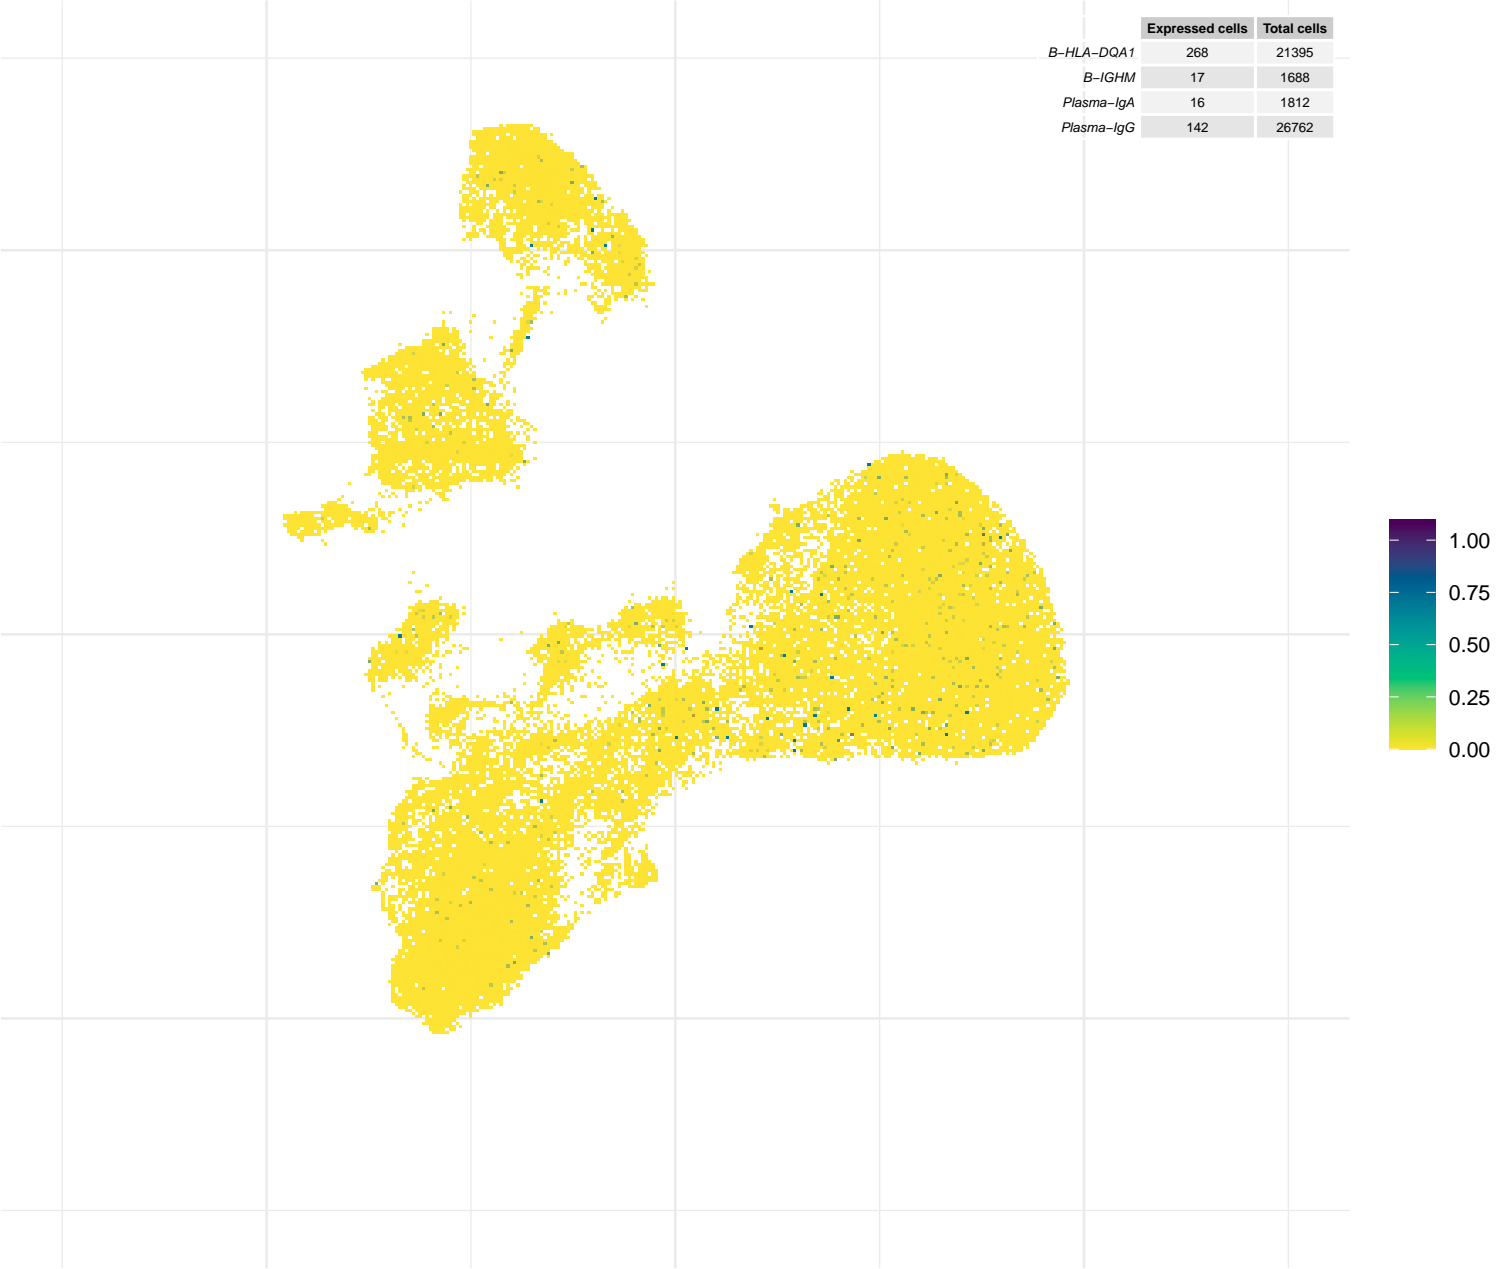 Expressed cells Total cells
B−HLA−DQA1 268 21395
B−IGHM 17 1688
Plasma−IgA 16 1812
Plasma−IgG 142 26762
1.00
0.75
0.50
0.25
0.00